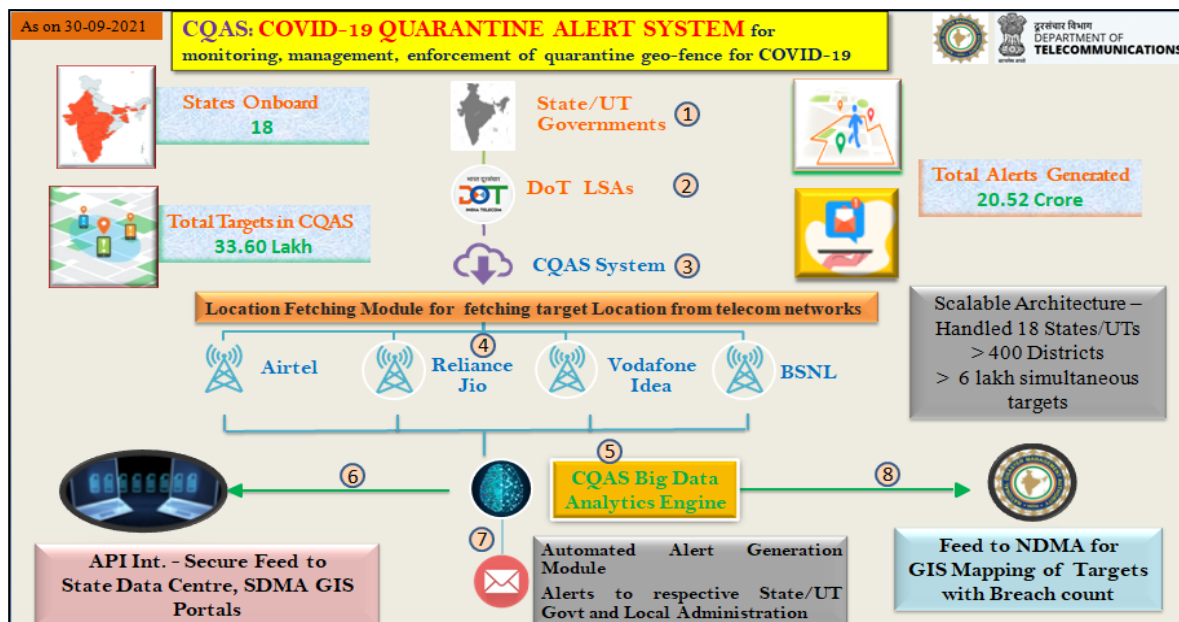 As on 30-09-2021
CQAS: COVID-19 QUARANTINE ALERT SYSTEM for
monitoring, management, enforcement of quarantine geo-fence for COVID-19
दूरसंचार विभाग
DEPARTMENT OF
TELECOMMUNICATIONS
States Onboard
18
State/UT
Governments
1
Total Alerts Generated
20.52 Crore
भारत दूरसंचार
DOT
INDIA TELECOM
DoT LSAs
2
Total Targets in CQAS
33.60 Lakh
CQAS System
3
Location Fetching Module for fetching target Location from telecom networks
4
Airtel
Reliance
Jio
Vodafone
Idea
BSNL
Scalable Architecture –
Handled 18 States/UTs
> 400 Districts
> 6 lakh simultaneous
targets
5
CQAS Big Data
Analytics Engine
6
7
8
API Int. - Secure Feed to
State Data Centre, SDMA GIS
Portals
Automated Alert Generation
Module
Alerts to respective State/UT
Govt and Local Administration
Feed to NDMA for
GIS Mapping of Targets
with Breach count